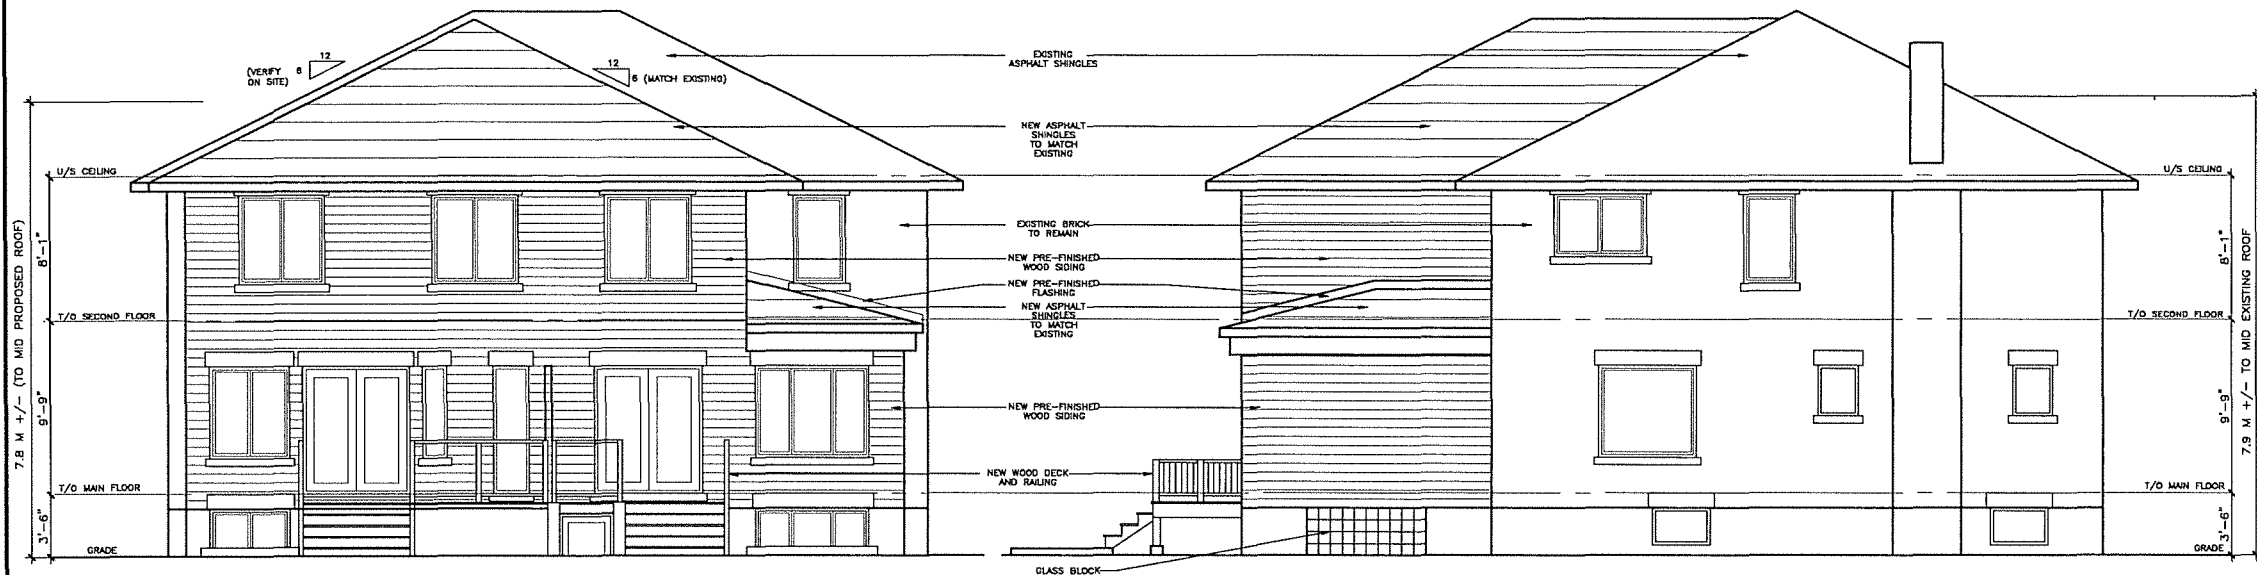 7.8 M +/- (TO MID PROPOSED ROOF)
8'-1"
9'-9"
3'-6"
U/S CEILING
T/O SECOND FLOOR
T/O MAIN FLOOR
GRADE
(VERIFY
ON SITE)
12
6
12
6 (MATCH EXISTING)
EXISTING
ASPHALT SHINGLES
NEW ASPHALT
SHINGLES
TO MATCH
EXISTING
EXISTING BRICK
TO REMAIN
NEW PRE-FINISHED
WOOD SIDING
NEW PRE-FINISHED
FLASHING
NEW ASPHALT
SHINGLES
TO MATCH
EXISTING
NEW PRE-FINISHED
WOOD SIDING
NEW WOOD DECK
AND RAILING
GLASS BLOCK
U/S CEILING
T/O SECOND FLOOR
T/O MAIN FLOOR
GRADE
8'-1"
9'-9"
3'-6"
7.9 M +/- TO MID EXISTING ROOF